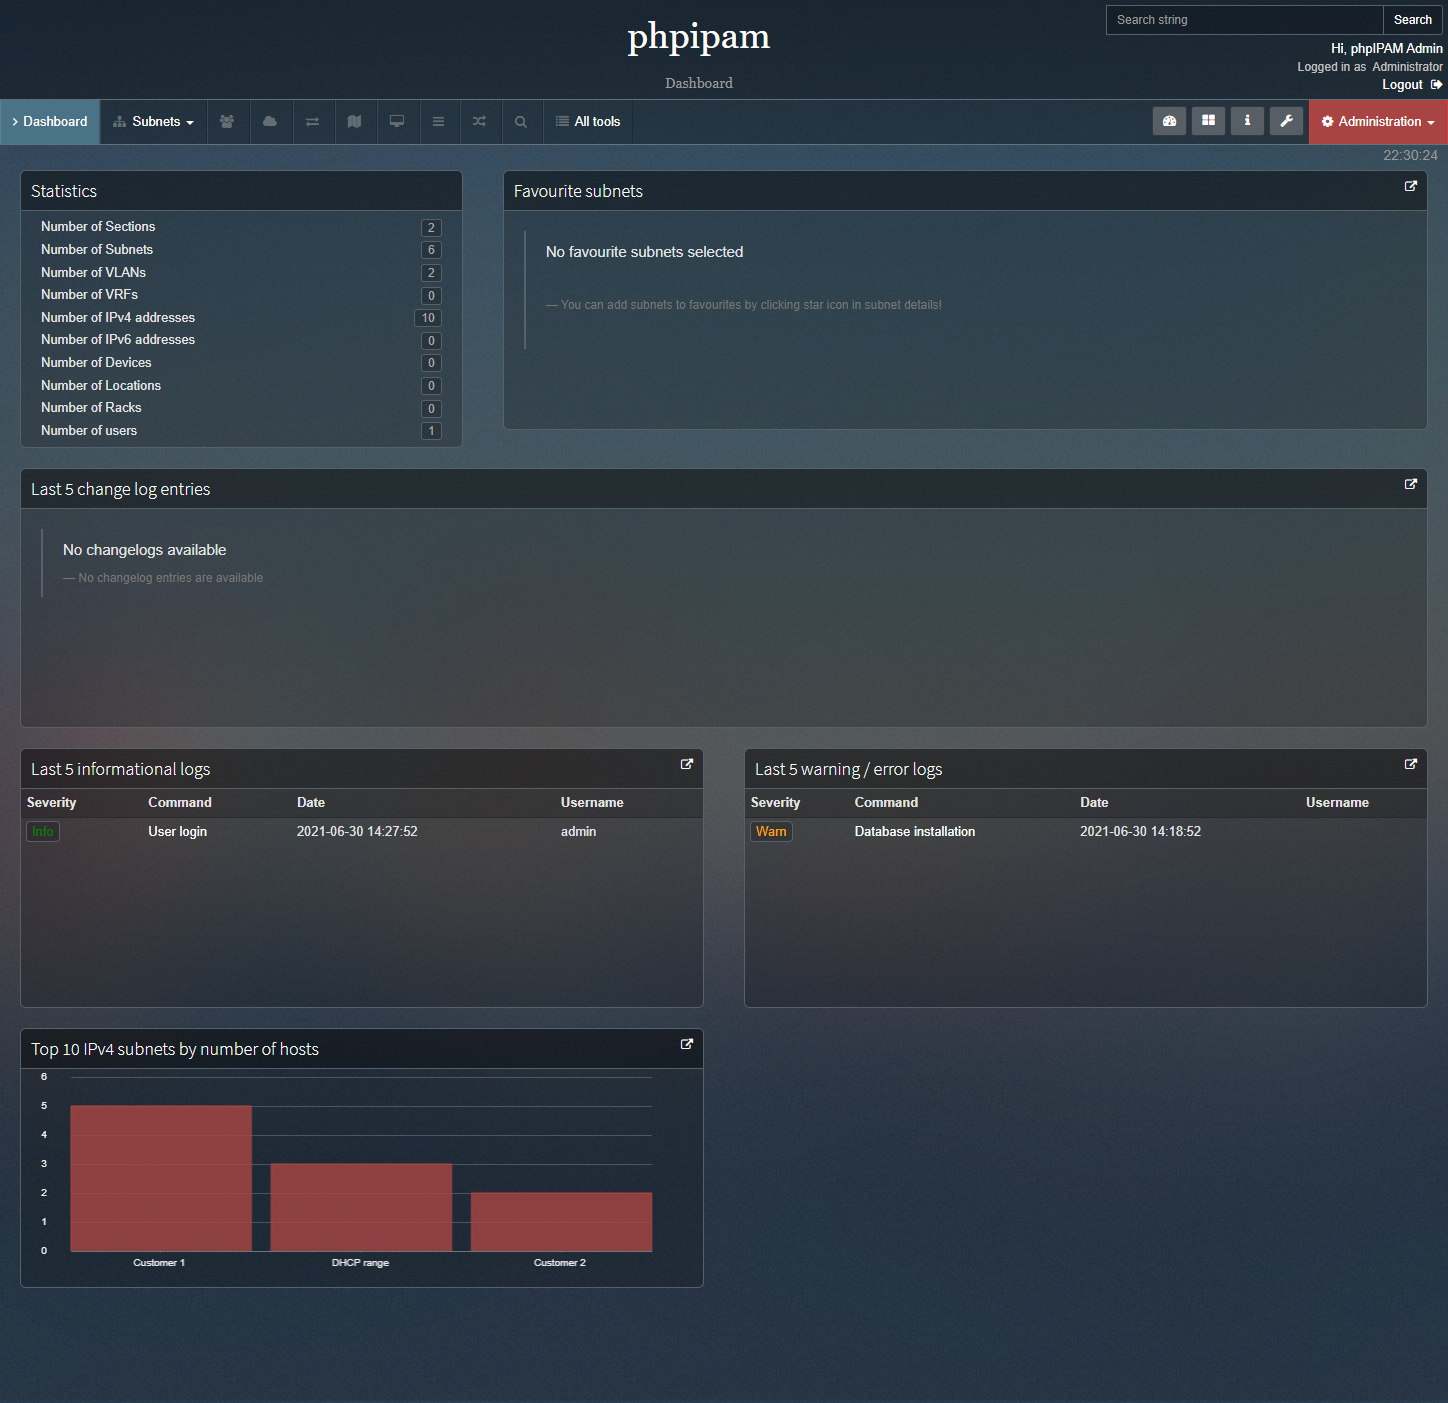 phpipam
Dashboard
Search string
Search
Hi, phpIPAM Admin
Logged in as Administrator
Logout
Dashboard
Subnets
All tools
Administration
22:30:24
Statistics
Number of Sections 2
Number of Subnets 6
Number of VLANs 2
Number of VRFs 0
Number of IPv4 addresses 10
Number of IPv6 addresses 0
Number of Devices 0
Number of Locations 0
Number of Racks 0
Number of users 1
Favourite subnets
No favourite subnets selected
— You can add subnets to favourites by clicking star icon in subnet details!
Last 5 change log entries
No changelogs available
— No changelog entries are available
Last 5 informational logs
Severity Command Date Username
Info User login 2021-06-30 14:27:52 admin
Last 5 warning / error logs
Severity Command Date Username
Warn Database installation 2021-06-30 14:18:52
Top 10 IPv4 subnets by number of hosts
6
5
4
3
2
1
0
Customer 1 DHCP range Customer 2